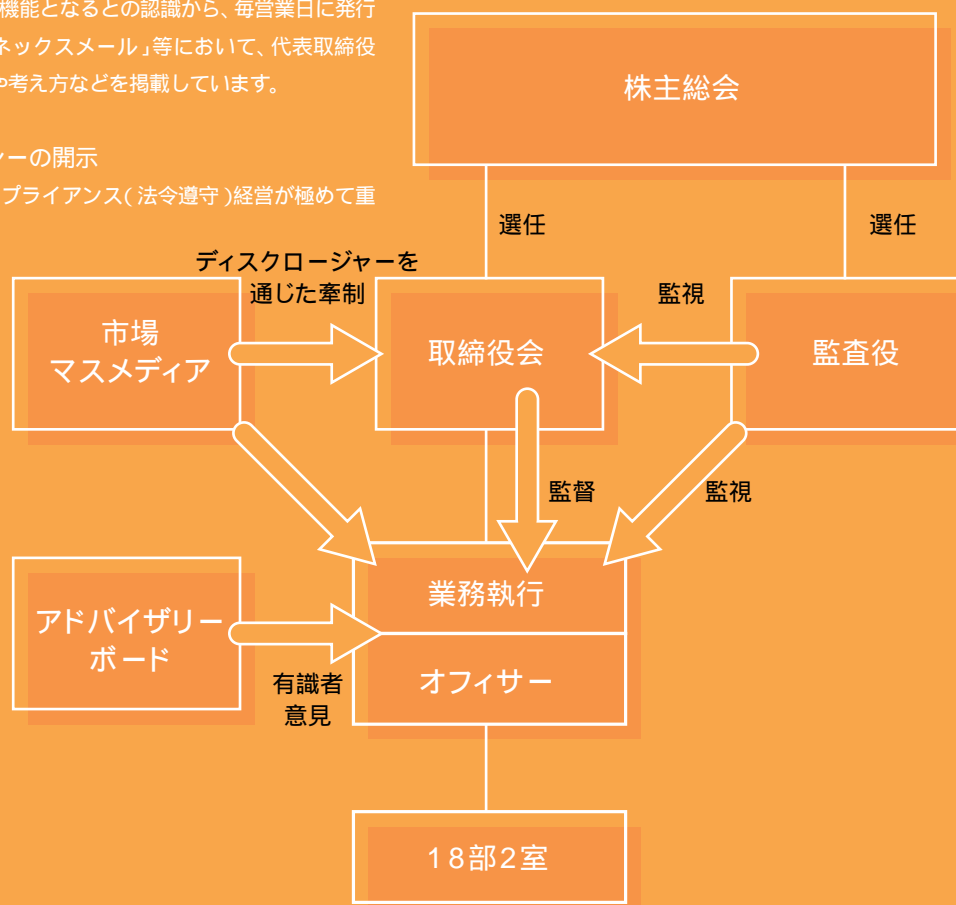 機能となるとの認識から、毎営業日に発行
ネックスメール」等において、代表取締役
や考え方などを掲載しています。
ーの開示
プライアンス(法令遵守)経営が極めて重
株主総会
選任
選任
ディスクロージャーを
通じた牽制
監視
市場
マスメディア
取締役会
監査役
監督
監視
業務執行
アドバイザリー
ボード
オフィサー
有識者
意見
18部2室